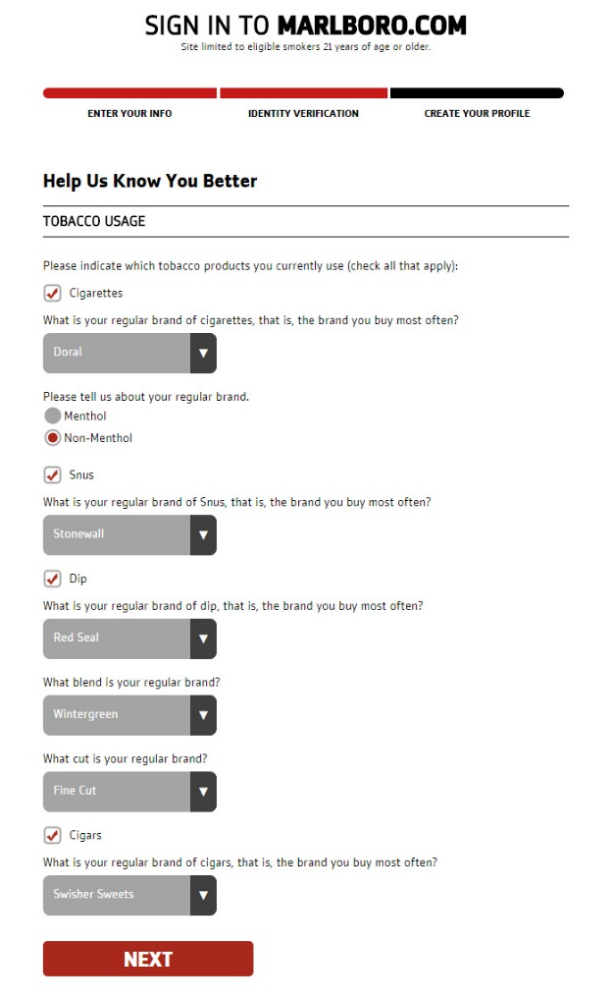 SIGN IN TO MARLBORO.COM
Site limited to eligible smokers 21 years of age or older.
ENTER YOUR INFO IDENTITY VERIFICATION CREATE YOUR PROFILE
Help Us Know You Better
TOBACCO USAGE
Please indicate which tobacco products you currently use (check all that apply):
Cigarettes
What is your regular brand of cigarettes, that is, the brand you buy most often?
Doral
Please tell us about your regular brand.
Menthol
Non-Menthol
Snus
What is your regular brand of Snus, that is, the brand you buy most often?
Stonewall
Dip
What is your regular brand of dip, that is, the brand you buy most often?
Red Seal
What blend is your regular brand?
Wintergreen
What cut is your regular brand?
Fine Cut
Cigars
What is your regular brand of cigars, that is, the brand you buy most often?
Swisher Sweets
NEXT